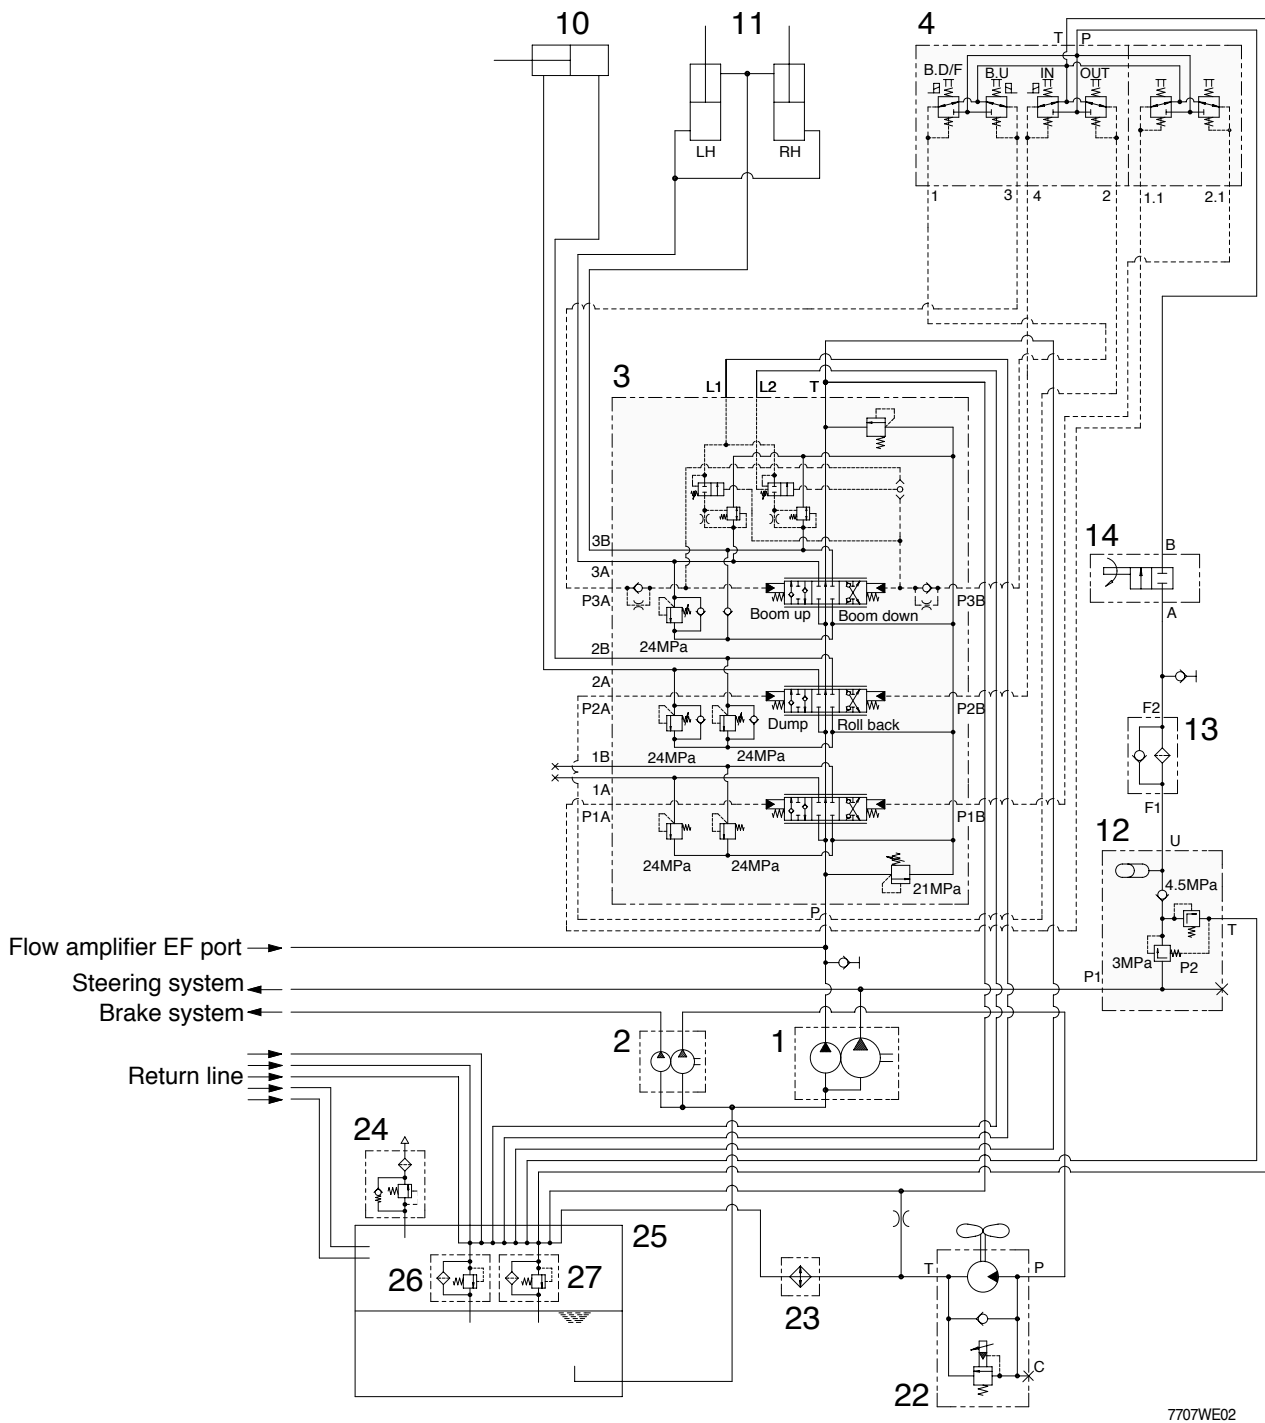 10
11
4
T P
B.D/F B.U IN OUT
LH RH
1 3 4 2 1.1 2.1
3
L1 L2 T
14
B
3B
3A
A
P3A P3B
Boom up Boom down
24MPa
2B
2A
P2A P2B
F2
13
Dump Roll back
24MPa 24MPa
1B
1A
F1
P1A P1B
12
U
24MPa 24MPa
21MPa
4.5MPa
P
T
Flow amplifier EF port
3MPa P2
P1
Steering system
Brake system
2
1
Return line
24
25
26
27
T P
23
C
22
7707WE02